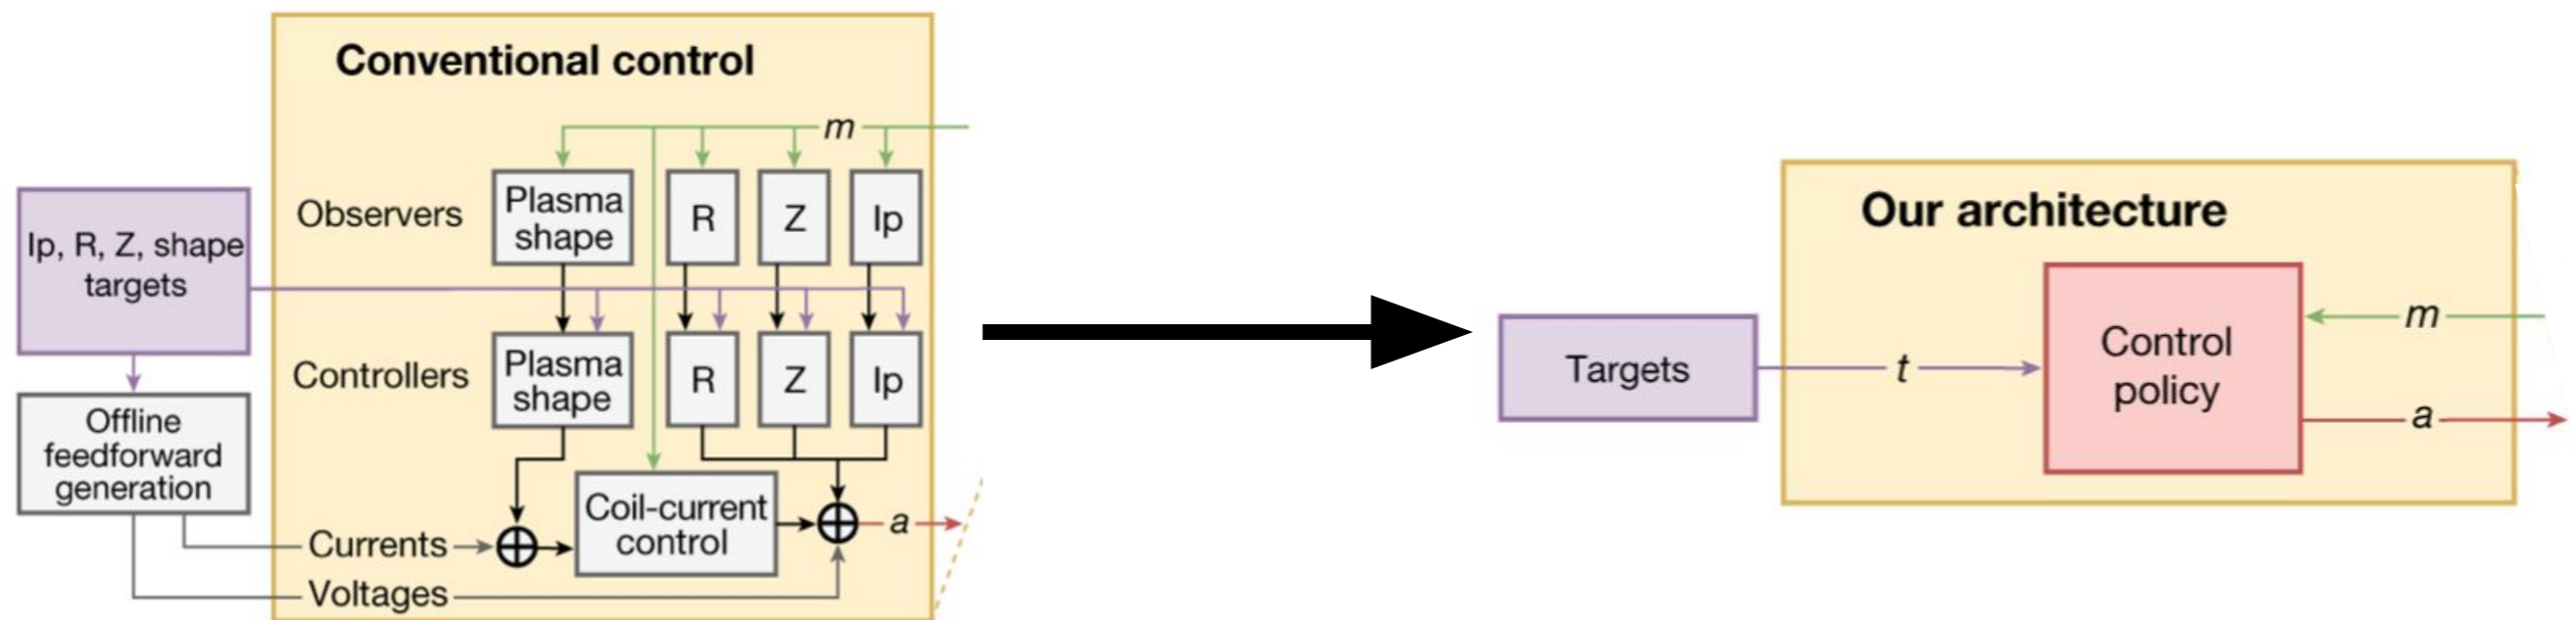 Conventional control
m
Observers
Plasma
shape
R
Z
Ip
Ip, R, Z, shape
targets
Controllers
Plasma
shape
R
Z
Ip
Offline
feedforward
generation
Coil-current
control
a
Currents
Voltages
Our architecture
Targets
t
Control
policy
m
a